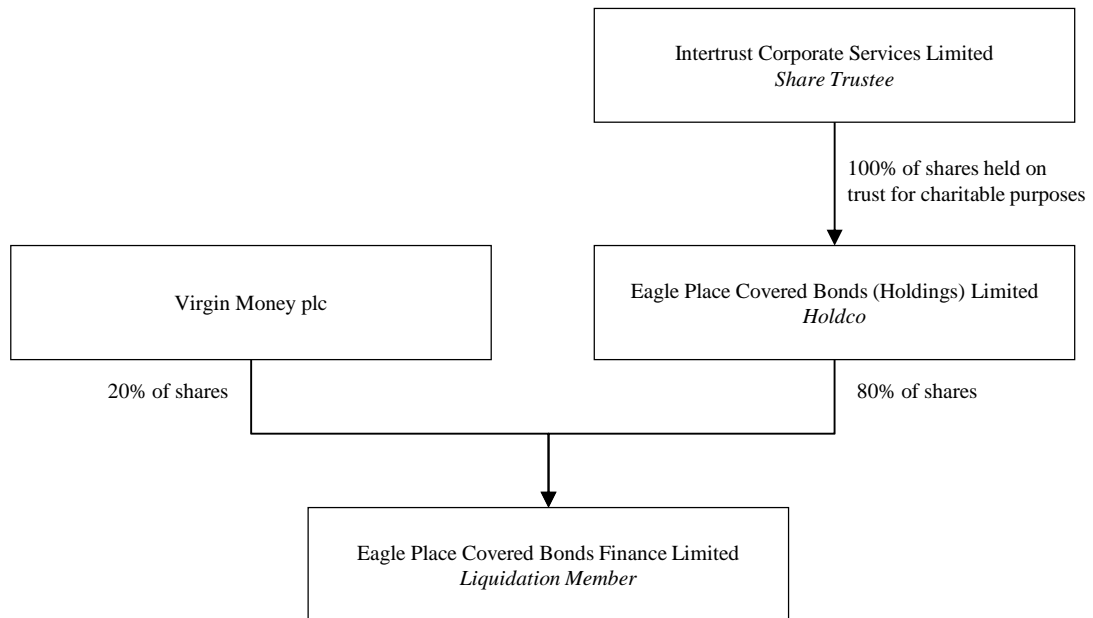 Intertrust Corporate Services Limited
Share Trustee
100% of shares held on
trust for charitable purposes
Virgin Money plc
Eagle Place Covered Bonds (Holdings) Limited
Holdco
20% of shares
80% of shares
Eagle Place Covered Bonds Finance Limited
Liquidation Member